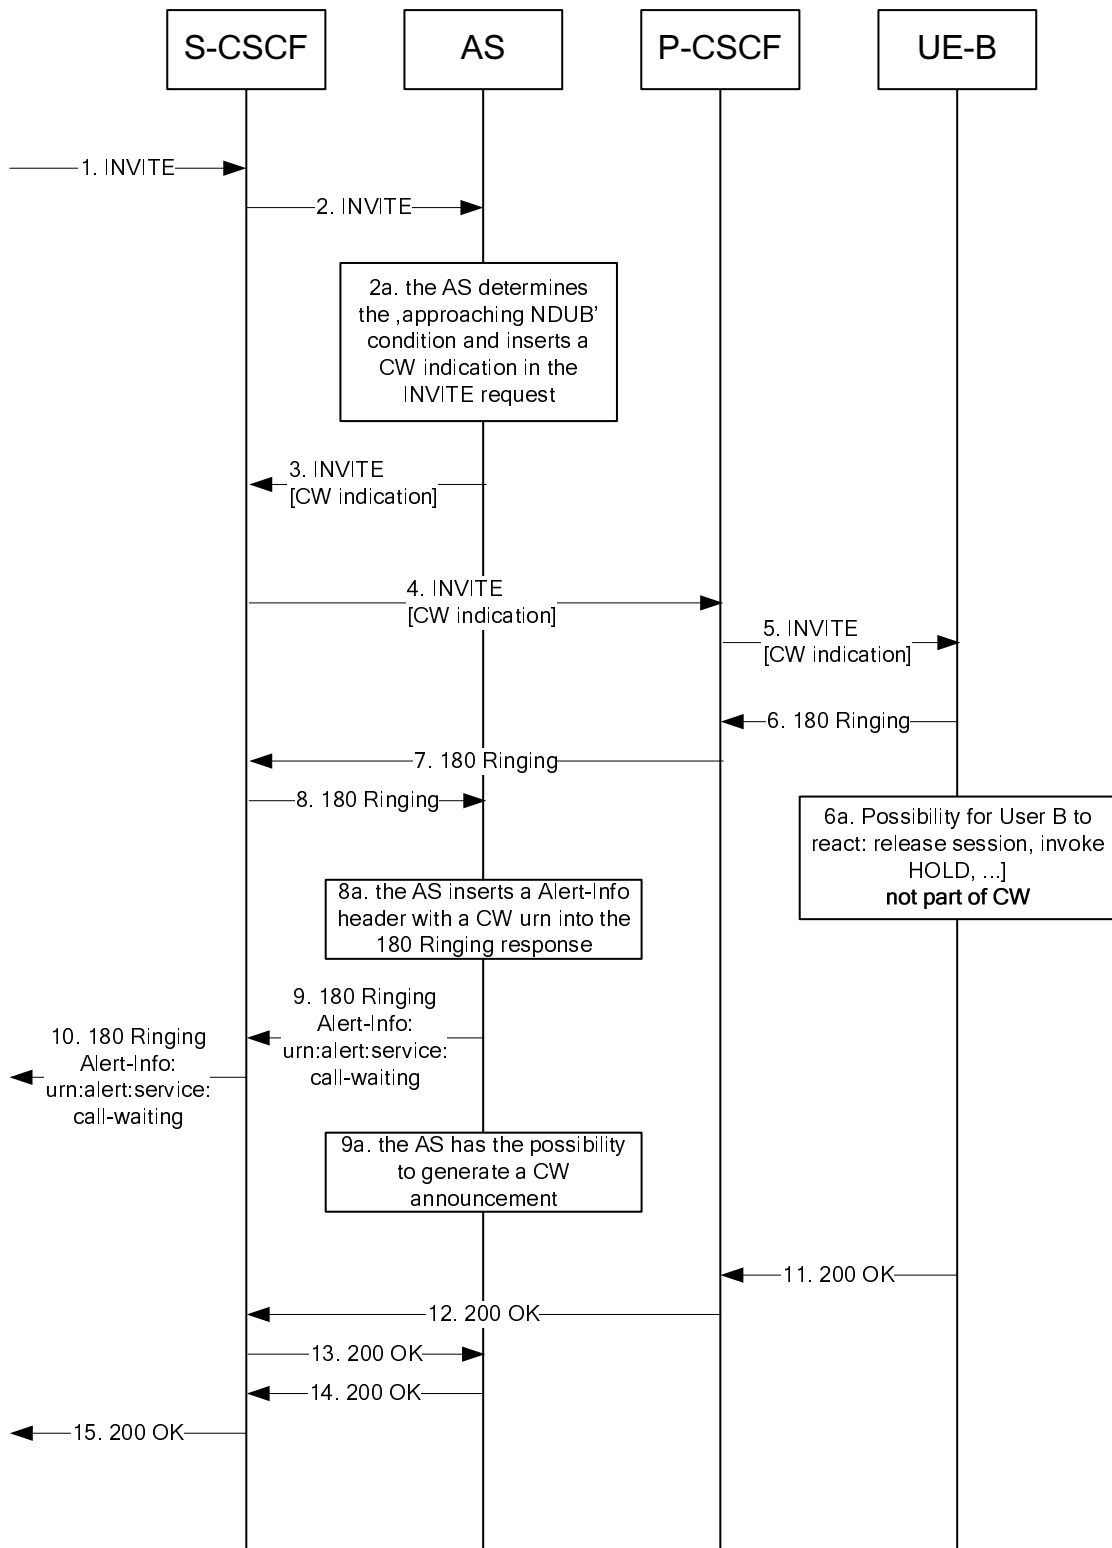 S-CSCF
AS
P-CSCF
UE-B
1. INVITE
2. INVITE
2a. the AS determines
the ‚approaching NDUB’
condition and inserts a
CW indication in the
INVITE request
3. INVITE
[CW indication]
4. INVITE
[CW indication]
5. INVITE
[CW indication]
6. 180 Ringing
7. 180 Ringing
8. 180 Ringing
6a. Possibility for User B to
react: release session, invoke
HOLD, ...]
not part of CW
8a. the AS inserts a Alert-Info
header with a CW urn into the
180 Ringing response
9. 180 Ringing
Alert-Info:
urn:alert:service:
call-waiting
10. 180 Ringing
Alert-Info:
urn:alert:service:
call-waiting
9a. the AS has the possibility
to generate a CW
announcement
11. 200 OK
12. 200 OK
13. 200 OK
14. 200 OK
15. 200 OK